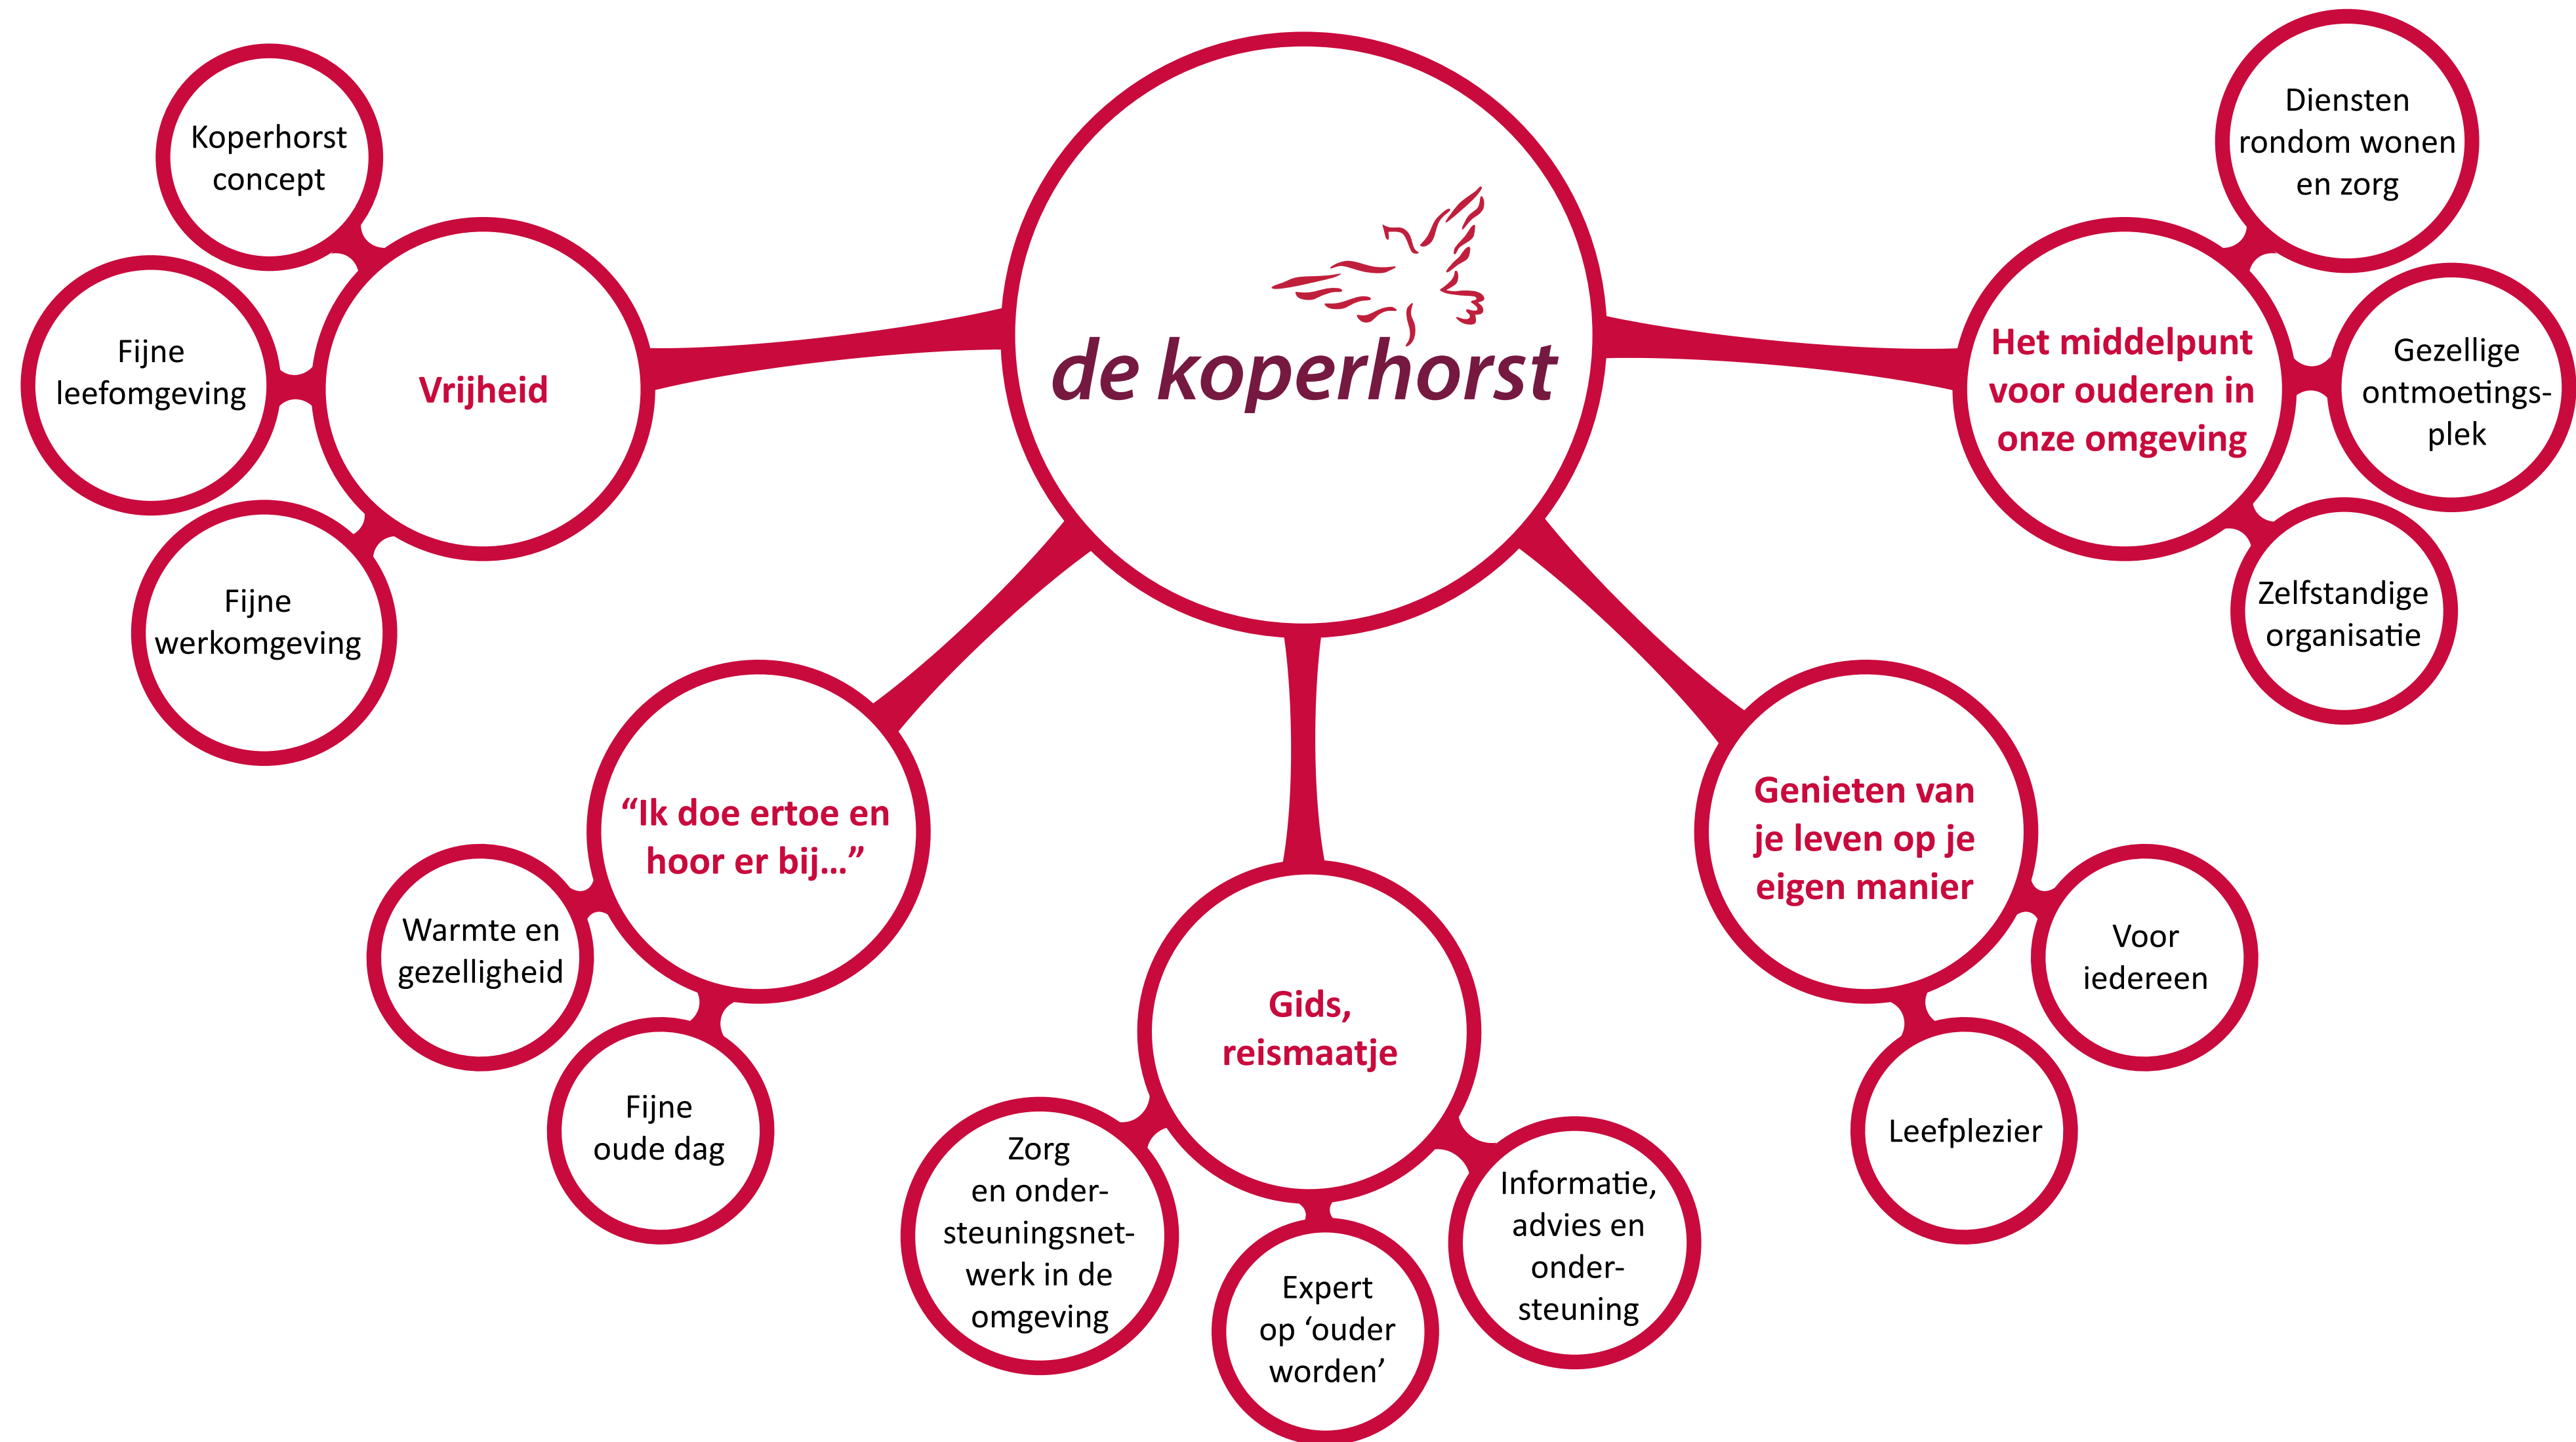 de koperhorst
Vrijheid
Koperhorst
concept
Fijne
leefomgeving
Fijne
werkomgeving
“Ik doe ertoe en
hoor er bij...”
Warmte en
gezelligheid
Fijne
oude dag
Gids,
reismaatje
Zorg
en onder-
steuningsnet-
werk in de
omgeving
Expert
op ‘ouder
worden’
Informatie,
advies en
onder-
steuning
Genieten van
je leven op je
eigen manier
Leefplezier
Voor
iedereen
Het middelpunt
voor ouderen in
onze omgeving
Diensten
rondom wonen
en zorg
Gezellige
ontmoetings-
plek
Zelfstandige
organisatie